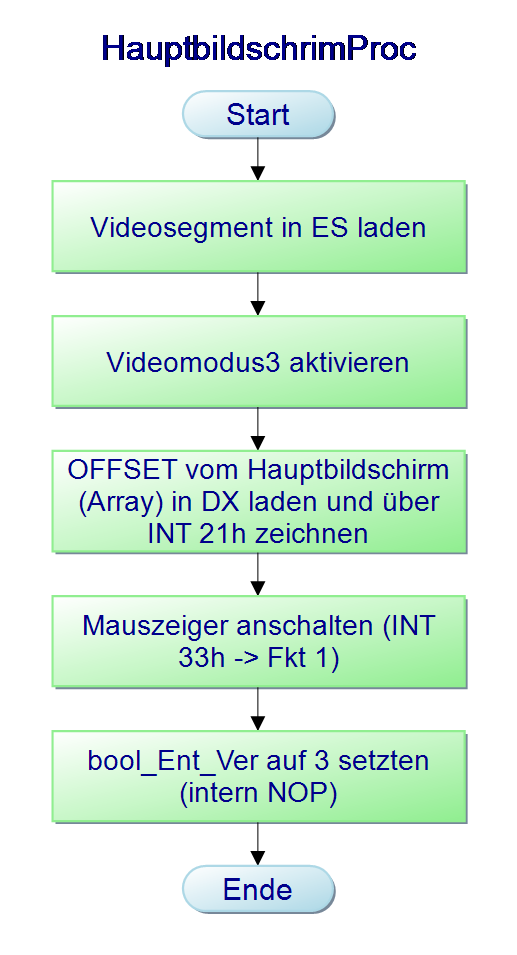 HauptbildschrimProc
Start
Videosegment in ES laden
Videomodus3 aktivieren
OFFSET vom Hauptbildschirm
(Array) in DX laden und über
INT 21h zeichnen
Mauszeiger anschalten (INT
33h -> Fkt 1)
bool_Ent_Ver auf 3 setzten
(intern NOP)
Ende